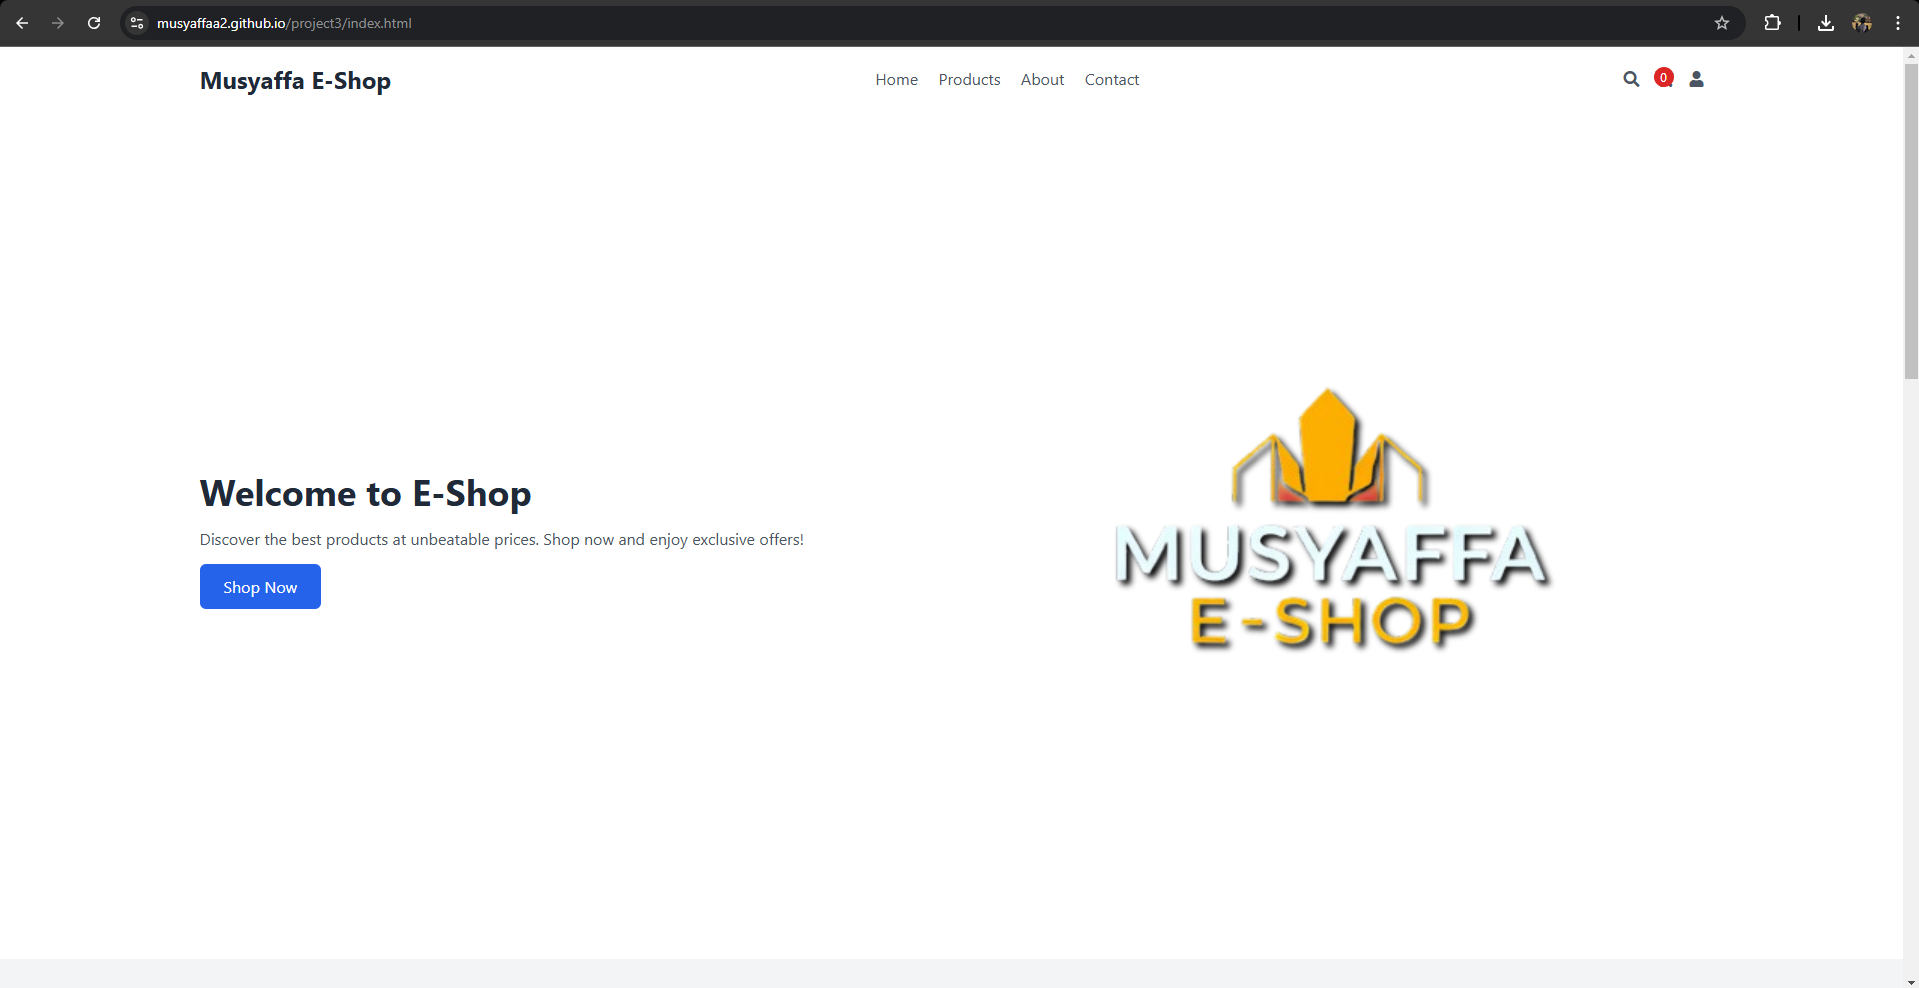 musyaffaa2.github.io/project3/index.html
Musyaffa E-Shop
Home Products About Contact
0
Welcome to E-Shop
Discover the best products at unbeatable prices. Shop now and enjoy exclusive offers!
Shop Now
MUSYAFFA
E-SHOP